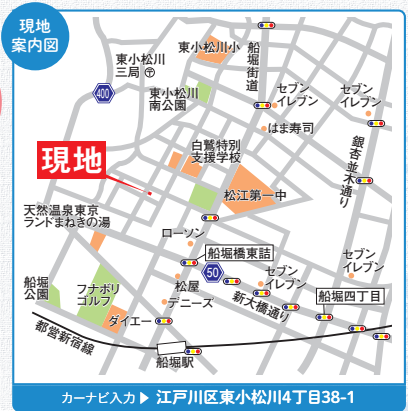 現地
案内図
東小松川小
船堀街道
東小松川
三局
400
東小松川
南公園
セブン
イレブン
セブン
イレブン
はま寿司
白鷺特別
支援学校
銀杏並木通り
現地
松江第一中
天然温泉東京
ランドまねきの湯
ローソン
船堀橋東詰
50
セブン
イレブン
セブン
イレブン
船堀
公園
フナボリ
ゴルフ
松屋
デニーズ
新大橋通り
船堀四丁目
ダイエー
都営新宿線
船堀駅
カーナビ入力 ▶ 江戸川区東小松川4丁目38-1